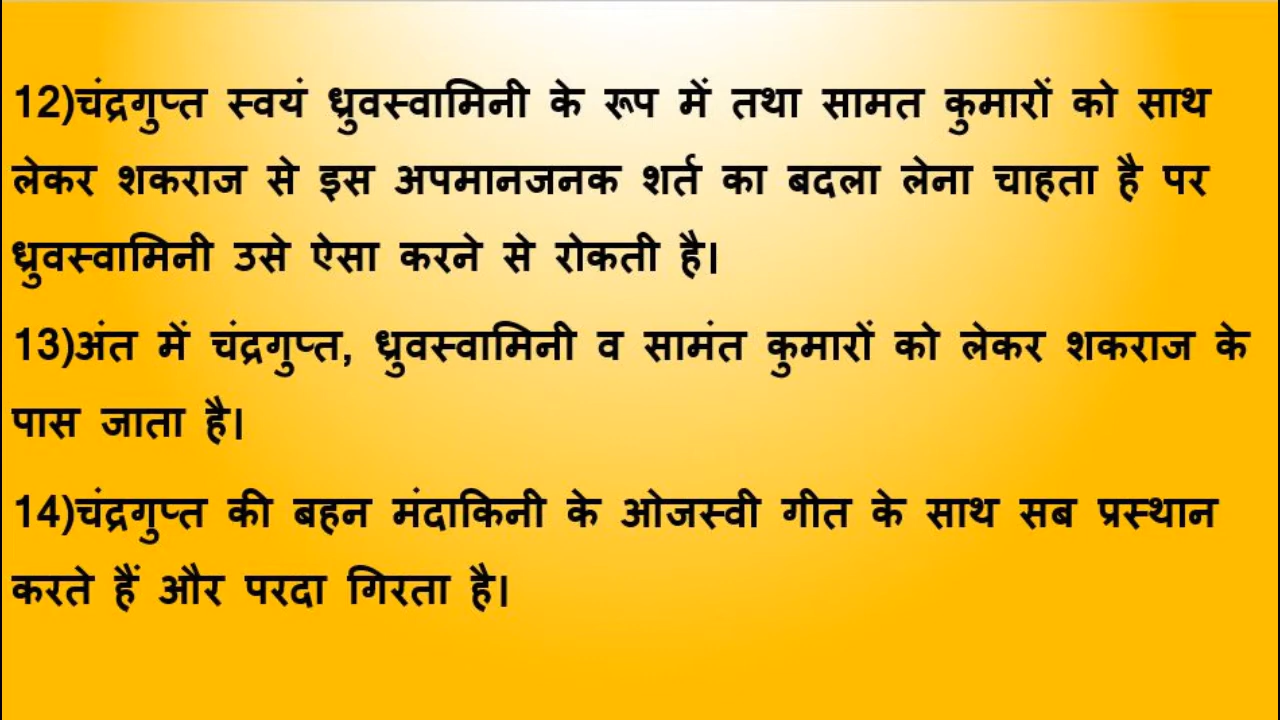 12)चंद्रगुप्त स्वयं ध्रुवस्वामिनी के रूप में तथा सामत कुमारों को साथ
लेकर शकराज से इस अपमानजनक शर्त का बदला लेना चाहता है पर
ध्रुवस्वामिनी उसे ऐसा करने से रोकती है।
13)अंत में चंद्रगुप्त, ध्रुवस्वामिनी व सामंत कुमारों को लेकर शकराज के
पास जाता है।
14)चंद्रगुप्त की बहन मंदाकिनी के ओजस्वी गीत के साथ सब प्रस्थान
करते हैं और परदा गिरता है।